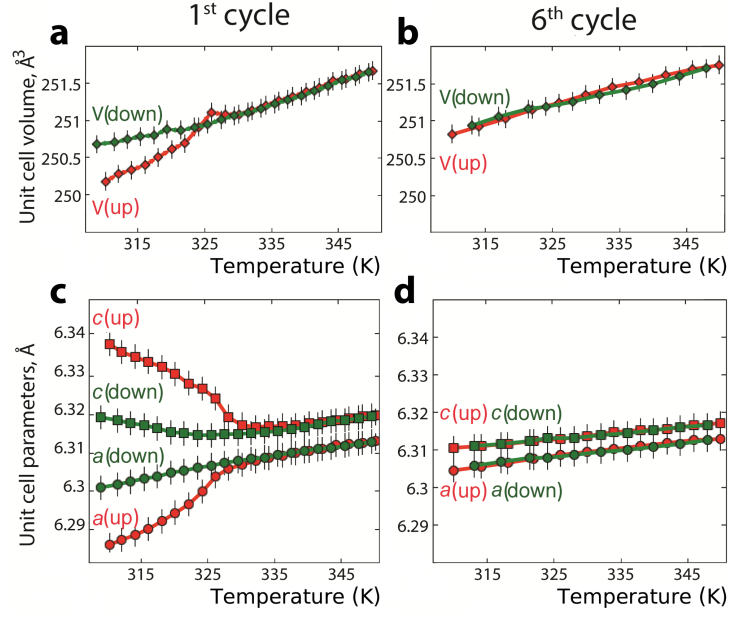 1st cycle
6th cycle
a
b
Unit cell volume, Å3
251.5
251
250.5
250
V(down)
V(up)
315
325
335
345
Temperature (K)
251.5
251
250.5
250
V(down)
V(up)
315
325
335
345
Temperature (K)
c
d
Unit cell parameters, Å
6.34
6.33
6.32
6.31
6.3
6.29
c(up)
c(down)
a(down)
a(up)
315
325
335
345
Temperature (K)
6.34
6.33
6.32
6.31
6.3
6.29
c(up) c(down)
a(up) a(down)
315
325
335
345
Temperature (K)